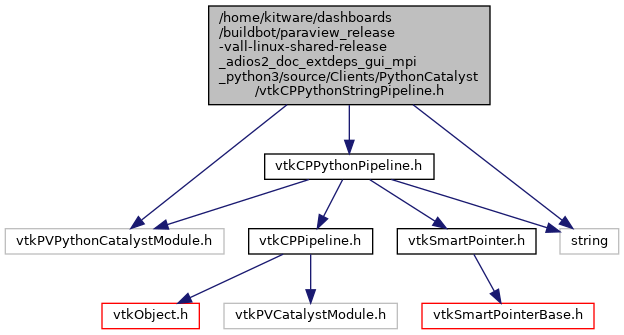 /home/kitware/dashboards
/buildbot/paraview_release
-vall-linux-shared-release
_adios2_doc_extdeps_gui_mpi
_python3/source/Clients/PythonCatalyst
/vtkCPPythonStringPipeline.h
vtkCPPythonPipeline.h
vtkPVPythonCatalystModule.h
vtkCPPipeline.h
vtkSmartPointer.h
string
vtkObject.h
vtkPVCatalystModule.h
vtkSmartPointerBase.h